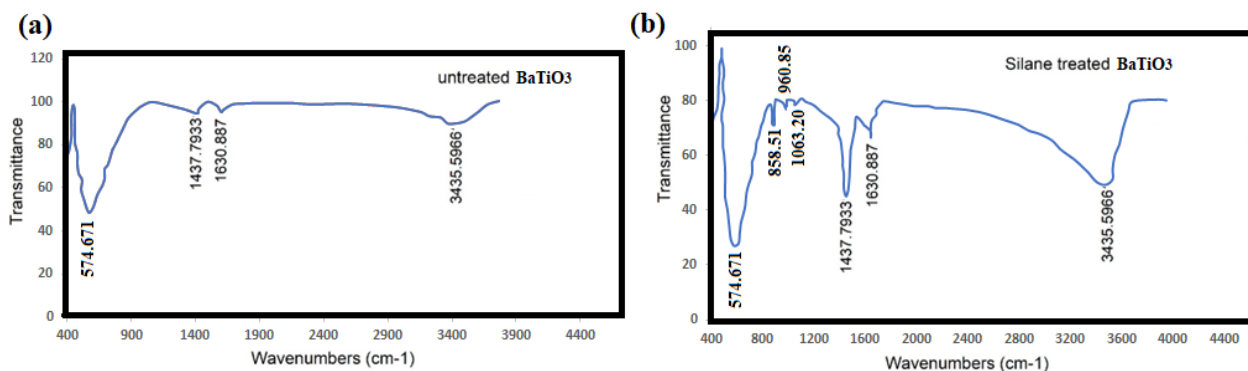 (a)
untreated BaTiO3
Transmittance
120
100
80
60
40
20
0
574.671
1437.7933
1630.887
3435.5966
400 1400 1900 2400 2900 3400 3900 4400
Wavenumbers (cm-1)
(b)
Silane treated BaTiO3
Transmittance
100
80
60
40
20
0
574.671
858.51
960.85
1063.20
1437.7933
1630.887
3435.5966
400 800 1200 1600 2000 2400 2800 3200 3600 4000 4400
Wavenumbers (cm-1)